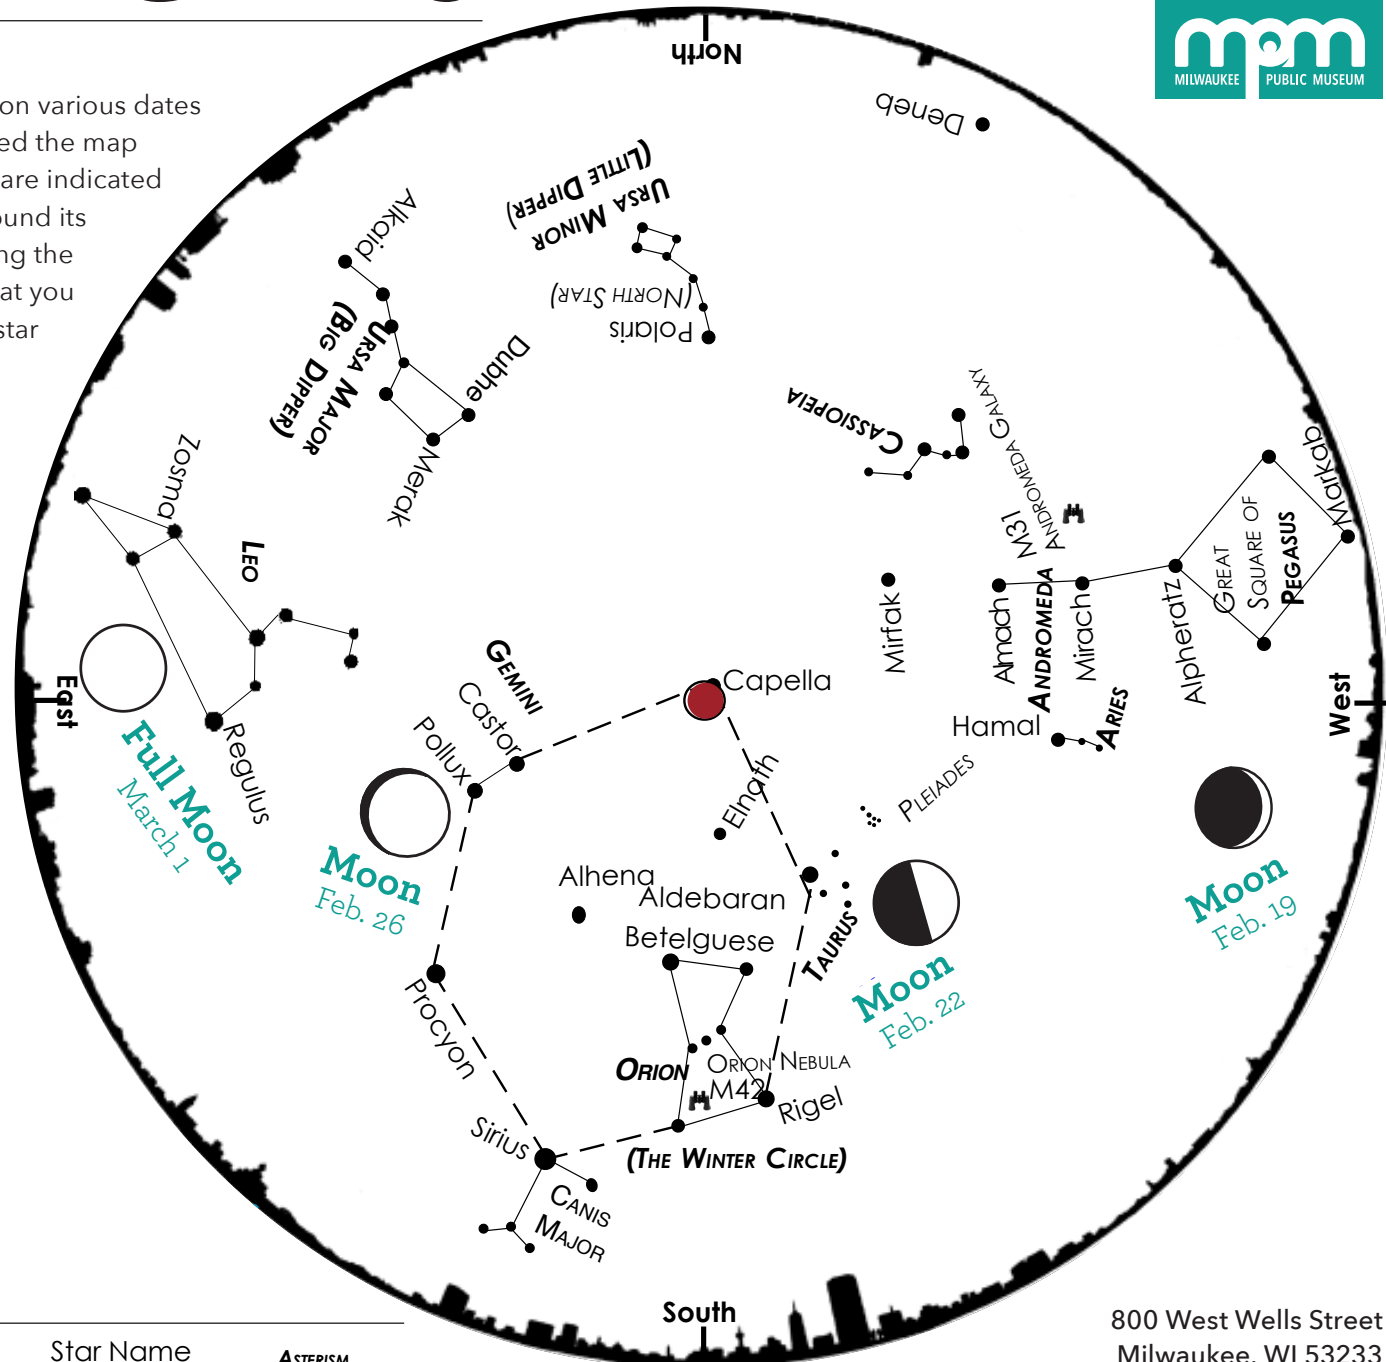 North
mpm
MILWAUKEE PUBLIC MUSEUM
on various dates
ed the map
are indicated
ound its
ng the
at you
star
Deneb
URSA MINOR
(LITTLE DIPPER)
Alkaid
(NORTH STAR)
Polaris
URSA MAJOR
(BIG DIPPER)
Dubhe
Merak
CASSIOPEIA
M31
ANDROMEDA GALAXY
Markab
GREAT
SQUARE OF
PEGASUS
Zosma
LEO
Mirfak
Almach
ANDROMEDA
Mirach
Alpheratz
East
GEMINI
Castor
Pollux
Capella
Hamal
ARIES
West
Regulus
Full Moon
March 1
Elnath
PLEIADES
Moon
Feb. 26
Alhena
Aldebaran
TAURUS
Moon
Feb. 19
Betelguese
Moon
Feb. 22
Procyon
ORION
ORION NEBULA
M42
Rigel
Sirius
(THE WINTER CIRCLE)
CANIS
MAJOR
South
Star Name
ASTERISM
800 West Wells Street
Milwaukee, WI 53233